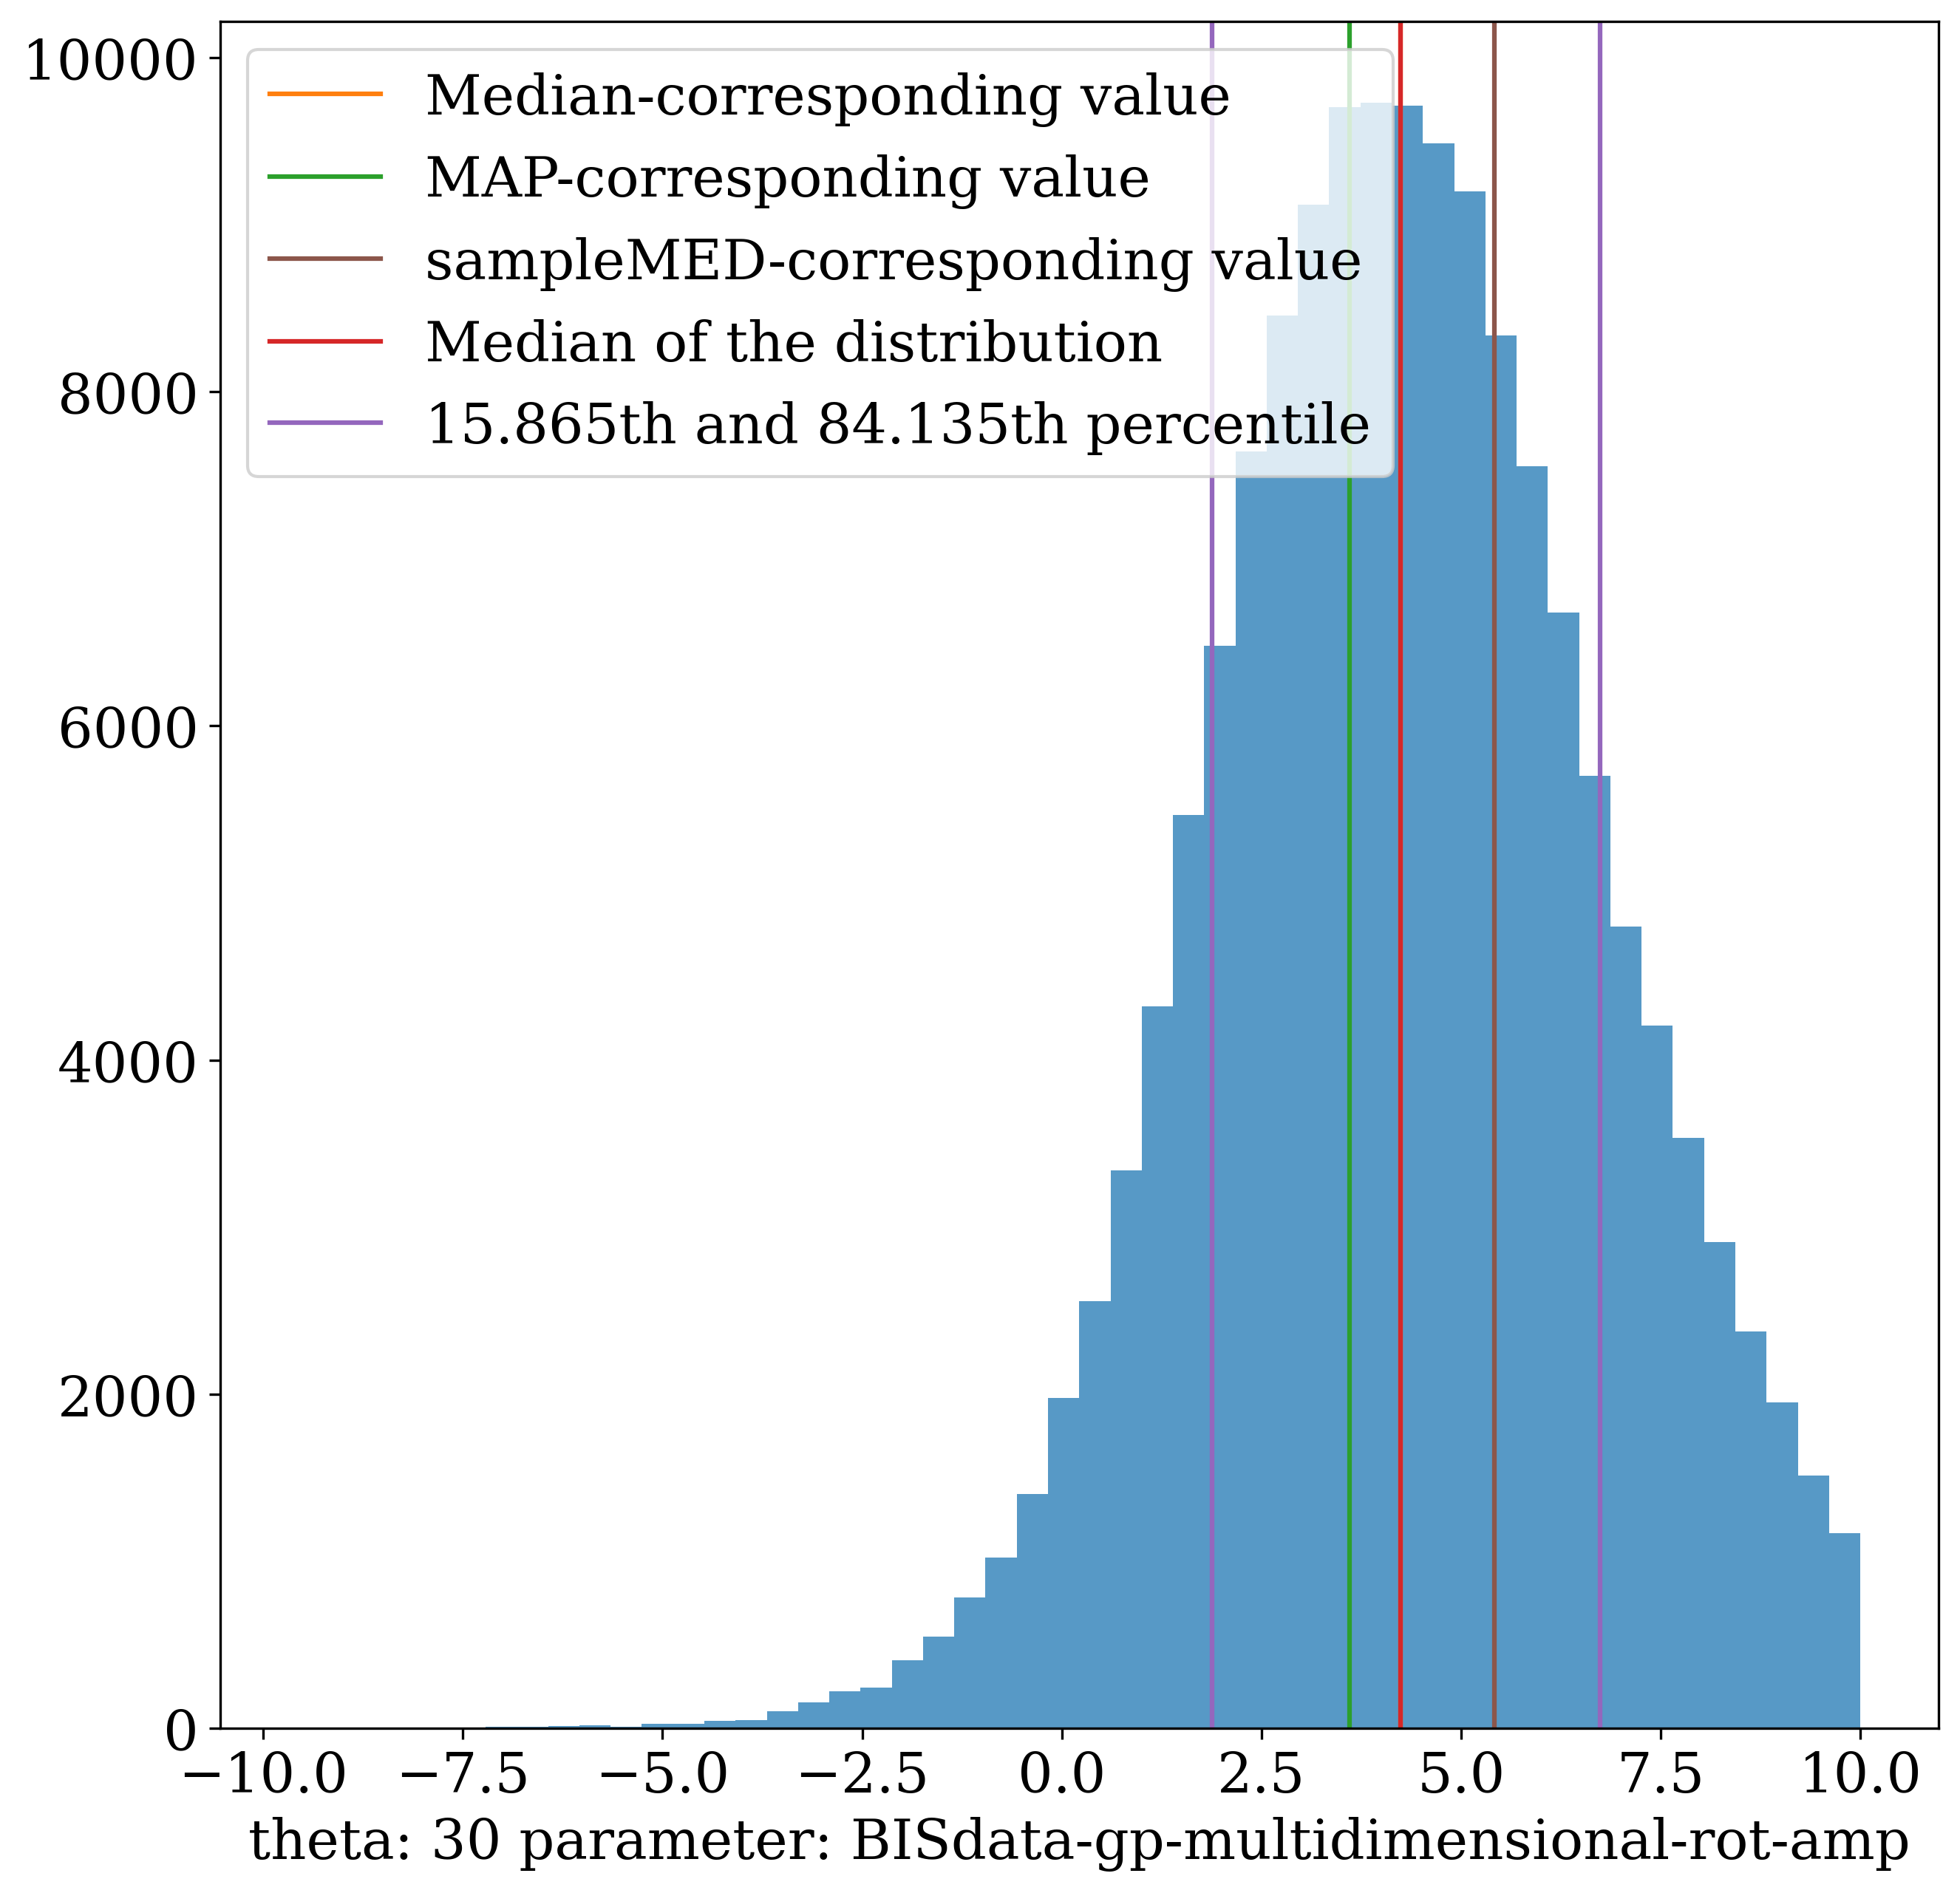 10000
8000
6000
4000
2000
0
Median-corresponding value
MAP-corresponding value
sampleMED-corresponding value
Median of the distribution
15.865th and 84.135th percentile
−10.0 −7.5 −5.0 −2.5 0.0 2.5 5.0 7.5 10.0
theta: 30 parameter: BISdata-gp-multidimensional-rot-amp